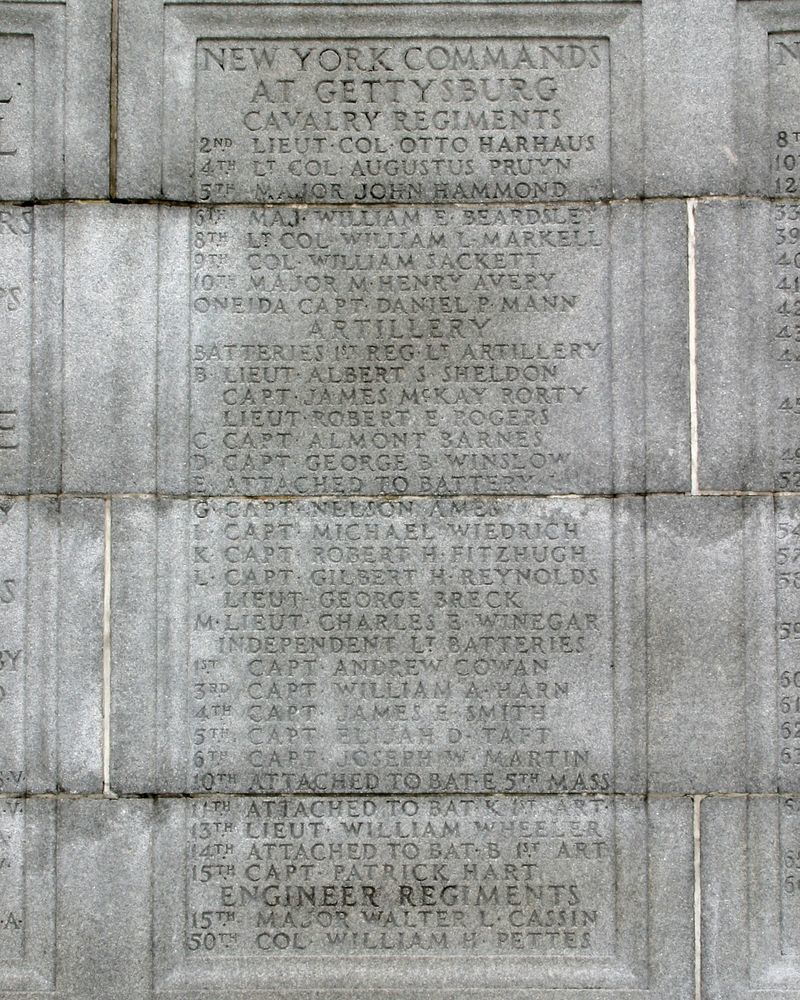 NEW YORK COMMANDS
AT GETTYSBURG
CAVALRY REGIMENTS
2ND LIEUT·COL·OTTO HARHAUS
4TH LT COL·AUGUSTUS PRUYN
5TH MAJOR JOHN HAMMOND
6TH MAJ·WILLIAM E·BEARDSLEY
8TH LT COL·WILLIAM L·MARKELL
9TH COL·WILLIAM SACKETT
10TH MAJOR M·HENRY AVERY
ONEIDA CAPT·DANIEL P·MANN
ARTILLERY
BATTERIES 1ST REG·LT ARTILLERY
B·LIEUT·ALBERT S·SHELDON
CAPT·JAMES McKAY RORTY
LIEUT·ROBERT E·ROGERS
C·CAPT·ALMONT BARNES
D·CAPT·GEORGE B·WINSLOW
E·ATTACHED TO BATTERY L
G·CAPT·NELSON AMES
I·CAPT·MICHAEL WIEDRICH
K·CAPT·ROBERT H·FITZHUGH
L·CAPT·GILBERT H·REYNOLDS
LIEUT·GEORGE BRECK
M·LIEUT·CHARLES E·WINEGAR
INDEPENDENT LT BATTERIES
1ST CAPT·ANDREW COWAN
3RD CAPT·WILLIAM A·HARN
4TH CAPT·JAMES E·SMITH
5TH CAPT·ELIJAH D·TAFT
6TH CAPT·JOSEPH W·MARTIN
10TH ATTACHED TO BAT·E 5TH MASS
11TH ATTACHED TO BAT·K 1ST ART·
13TH LIEUT·WILLIAM WHEELER
14TH ATTACHED TO BAT·B 1ST ART
15TH CAPT·PATRICK HART
ENGINEER REGIMENTS
15TH MAJOR WALTER L·CASSIN
50TH COL·WILLIAM H·PETTES